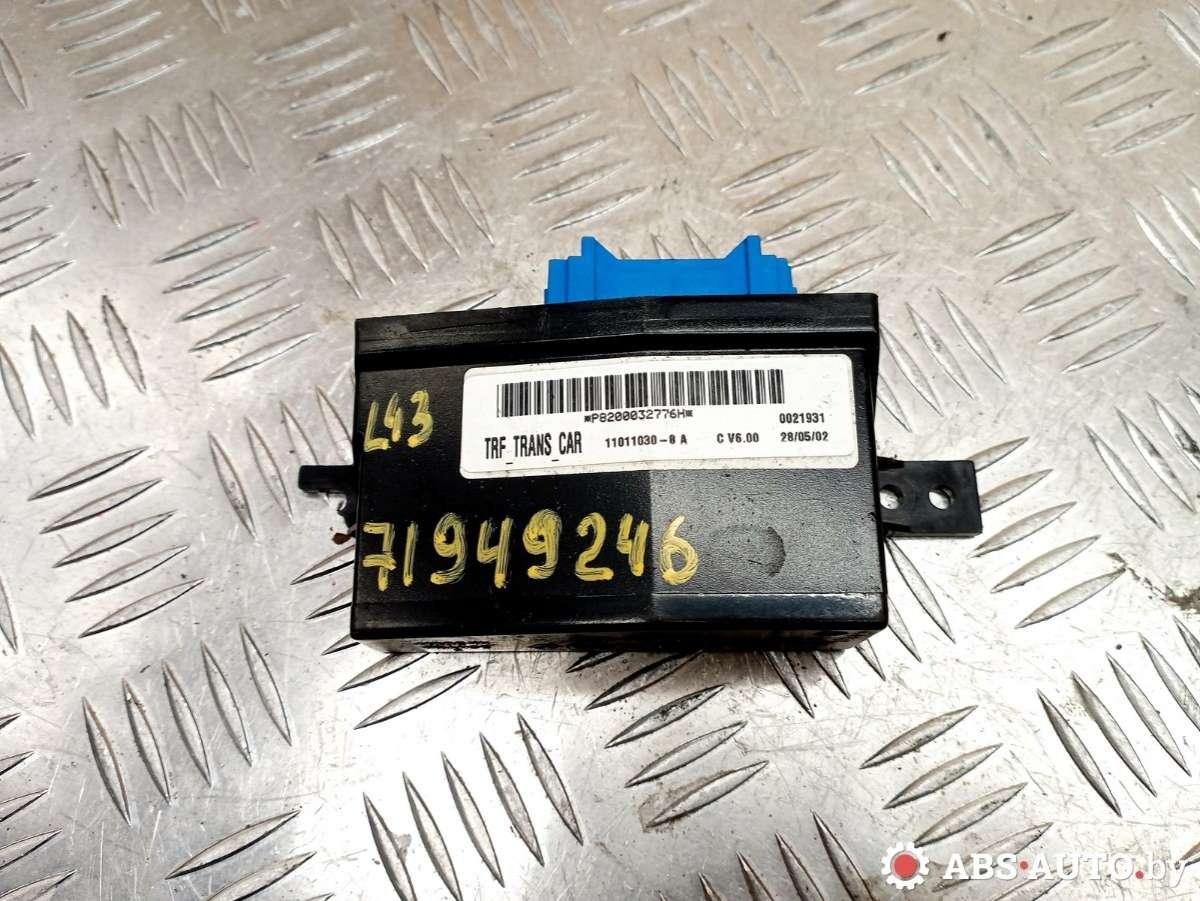 *P8200032776H*
0021931
TRF_TRANS_CAR 11011030-8 A C V6.00 28/05/02
L43
71949246
ABS-AUTO.by